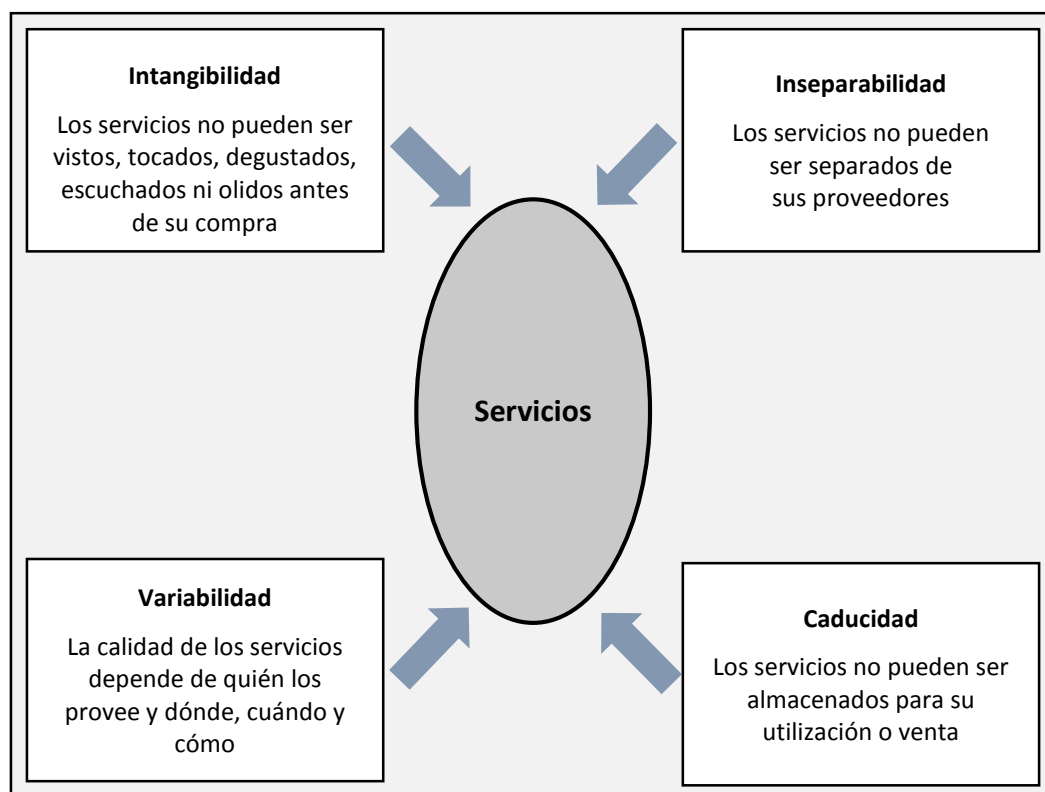 Intangibilidad
Los servicios no pueden ser
vistos, tocados, degustados,
escuchados ni olidos antes
de su compra
Inseparabilidad
Los servicios no pueden
ser separados de
sus proveedores
Servicios
Variabilidad
La calidad de los servicios
depende de quién los
provee y dónde, cuándo y
cómo
Caducidad
Los servicios no pueden ser
almacenados para su
utilización o venta